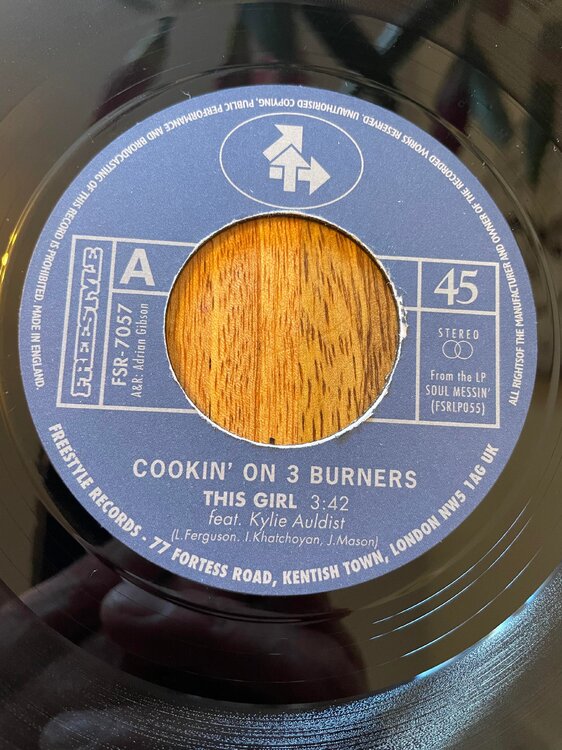 ALL RIGHTSOF THE MANUFACTURER AND OWNER OF THE RECORDED WORKS RESERVED. UNAUTHORISED COPYING, PUBLIC PERFORMANCE AND BROADCASTING OF THIS RECORD IS PROHIBITED. MADE IN ENGLAND.
FREESTYLE
A
FSR-7057
A&R: Adrian Gibson
45
STEREO
From the LP
SOUL MESSIN'
(FSRLP055)
COOKIN' ON 3 BURNERS
THIS GIRL 3:42
feat. Kylie Auldist
(L.Ferguson. I.Khatchoyan, J.Mason)
FREESTYLE RECORDS - 77 FORTESS ROAD, KENTISH TOWN, LONDON NW5 1AG UK